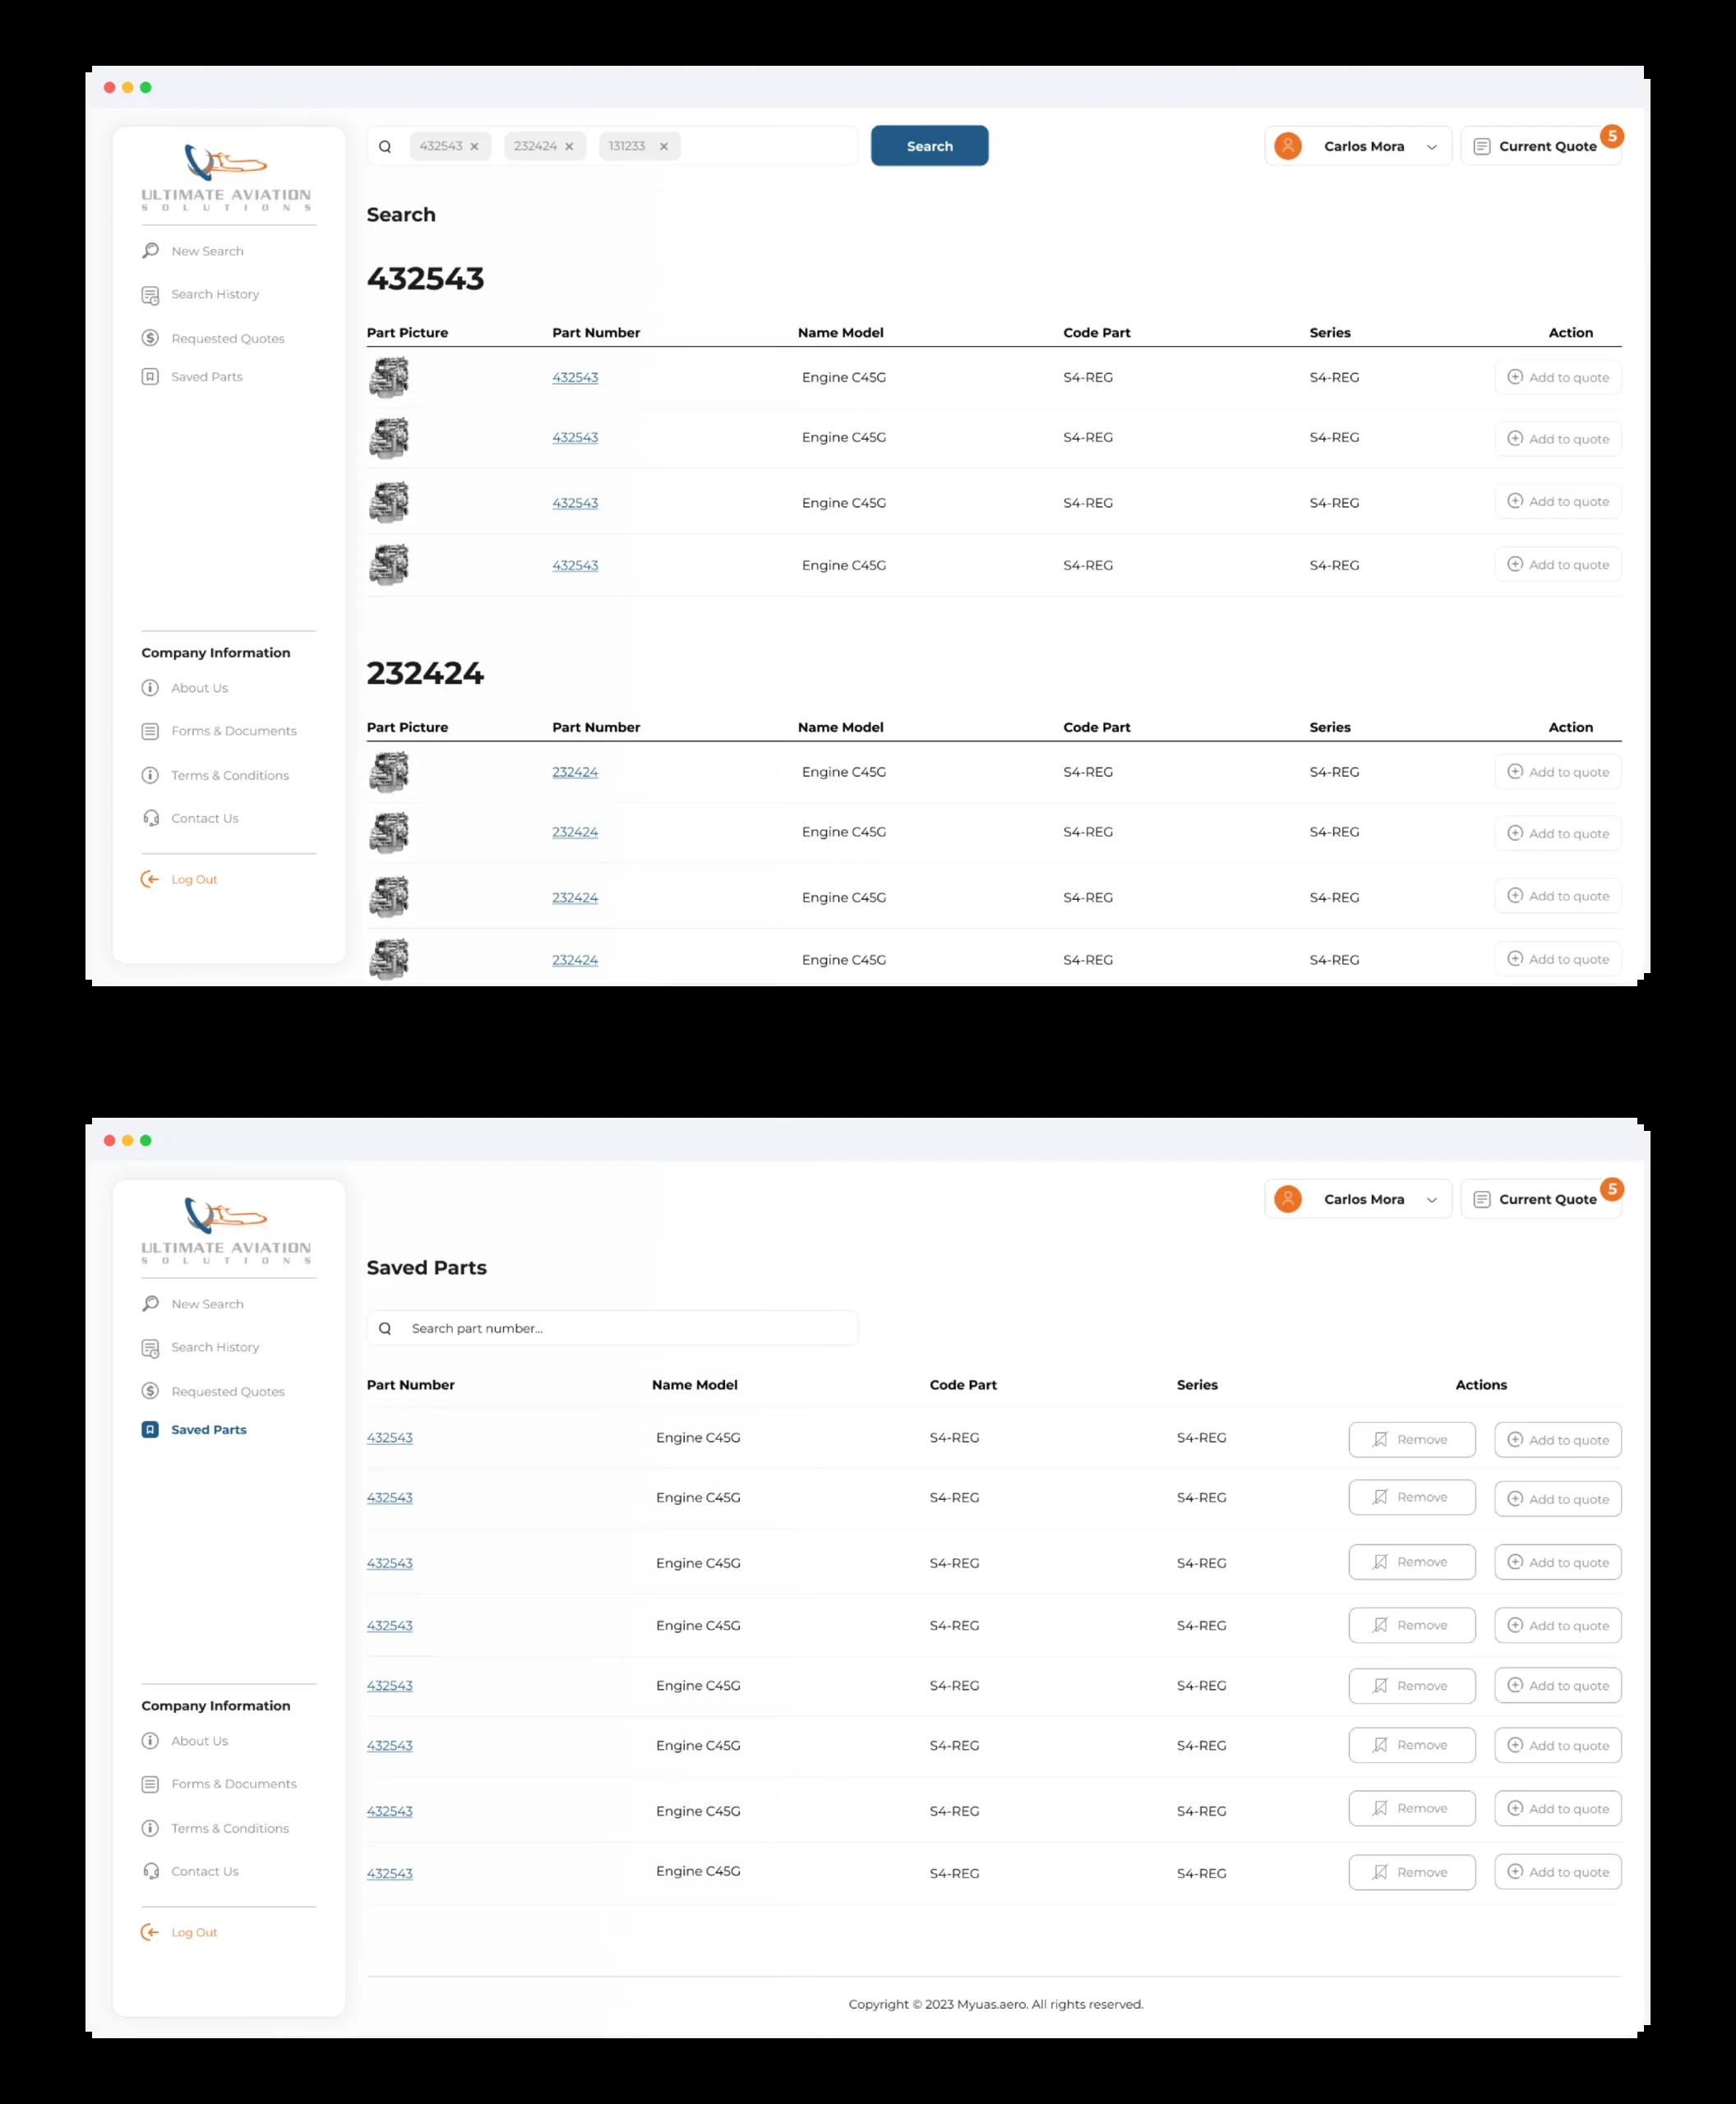 432543 232424 131233 Search Carlos Mora Current Quote 5
ULTIMATE AVIATION
SOLUTIONS
New Search
Search History
Requested Quotes
Saved Parts
Company Information
About Us
Forms & Documents
Terms & Conditions
Contact Us
Log Out
Search
432543
Part Picture Part Number Name Model Code Part Series Action
432543 Engine C45G S4-REG S4-REG Add to quote
432543 Engine C45G S4-REG S4-REG Add to quote
432543 Engine C45G S4-REG S4-REG Add to quote
432543 Engine C45G S4-REG S4-REG Add to quote
232424
Part Picture Part Number Name Model Code Part Series Action
232424 Engine C45G S4-REG S4-REG Add to quote
232424 Engine C45G S4-REG S4-REG Add to quote
232424 Engine C45G S4-REG S4-REG Add to quote
232424 Engine C45G S4-REG S4-REG Add to quote
Carlos Mora Current Quote 5
ULTIMATE AVIATION
SOLUTIONS
New Search
Search History
Requested Quotes
Saved Parts
Company Information
About Us
Forms & Documents
Terms & Conditions
Contact Us
Log Out
Saved Parts
Search part number...
Part Number Name Model Code Part Series Actions
432543 Engine C45G S4-REG S4-REG Remove Add to quote
432543 Engine C45G S4-REG S4-REG Remove Add to quote
432543 Engine C45G S4-REG S4-REG Remove Add to quote
432543 Engine C45G S4-REG S4-REG Remove Add to quote
432543 Engine C45G S4-REG S4-REG Remove Add to quote
432543 Engine C45G S4-REG S4-REG Remove Add to quote
432543 Engine C45G S4-REG S4-REG Remove Add to quote
432543 Engine C45G S4-REG S4-REG Remove Add to quote
Copyright © 2023 Myuas.aero. All rights reserved.